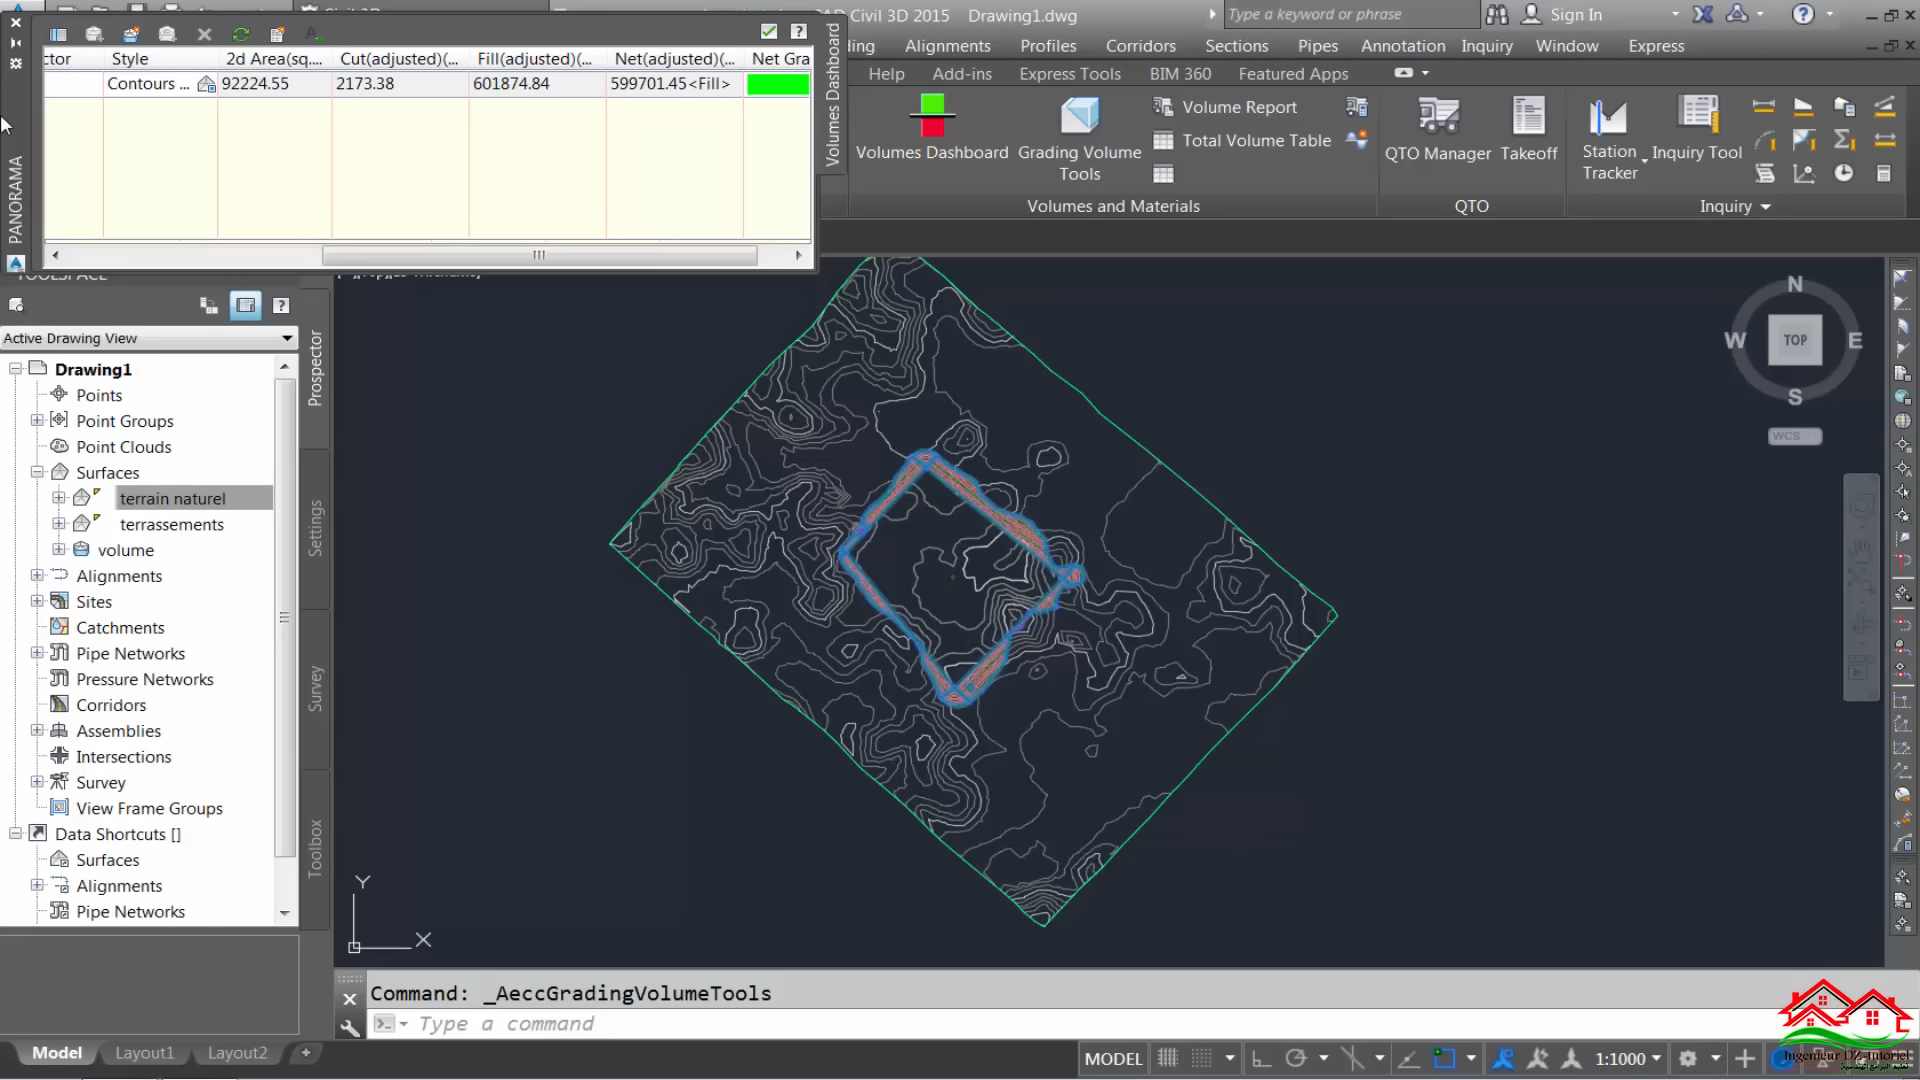 AD Civil 3D 2015 Drawing1.dwg
Type a keyword or phrase
Sign In
Alignments Profiles Corridors Sections Pipes Annotation Inquiry Window Express
Help Add-ins Express Tools BIM 360 Featured Apps
Style 2d Area(sq.... Cut(adjusted)(... Fill(adjusted)(... Net(adjusted)(... Net Gra
Contours ... 92224.55 2173.38 601874.84 599701.45<Fill>
Volumes Dashboard
PANORAMA
Volumes Dashboard
Grading Volume Tools
Volume Report
Total Volume Table
Volumes and Materials
QTO Manager
Takeoff
QTO
Station Tracker
Inquiry Tool
Inquiry
TOOLSPACE
Active Drawing View
Drawing1
Points
Point Groups
Point Clouds
Surfaces
terrain naturel
terrassements
volume
Alignments
Sites
Catchments
Pipe Networks
Pressure Networks
Corridors
Assemblies
Intersections
Survey
View Frame Groups
Data Shortcuts []
Surfaces
Alignments
Pipe Networks
Prospector
Settings
Survey
Toolbox
N
W TOP E
S
WCS
Y
X
Command: _AeccGradingVolumeTools
Type a command
Model Layout1 Layout2 +
MODEL
1:1000
Ingenieur DZ-tutoriel